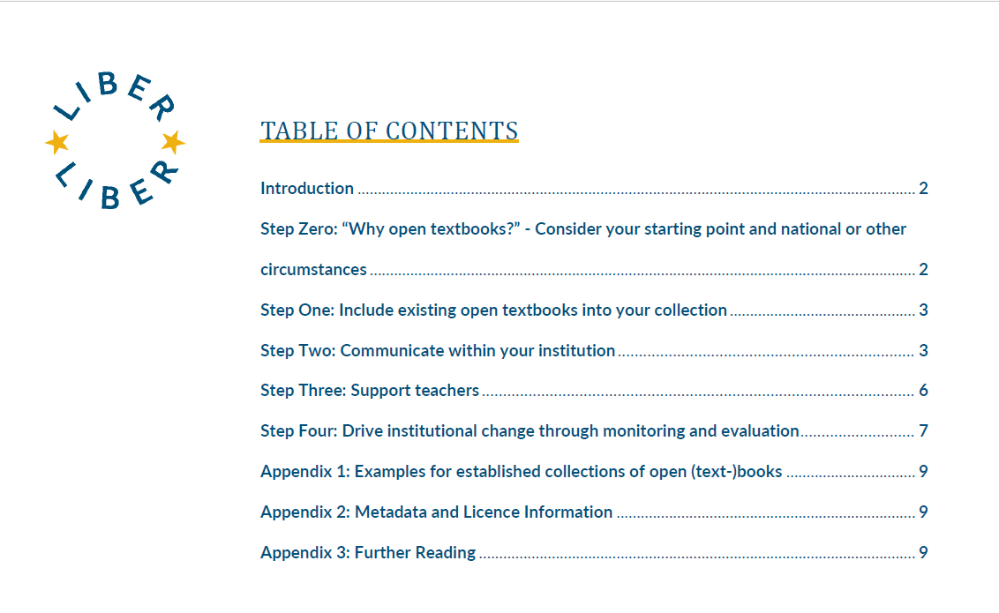 LIBER
LIBER
TABLE OF CONTENTS
Introduction ........................................................................................................................................ 2
Step Zero: “Why open textbooks?” - Consider your starting point and national or other
circumstances ..................................................................................................................................... 2
Step One: Include existing open textbooks into your collection ............................................. 3
Step Two: Communicate within your institution ........................................................................ 3
Step Three: Support teachers ......................................................................................................... 6
Step Four: Drive institutional change through monitoring and evaluation ............................ 7
Appendix 1: Examples for established collections of open (text-)books ............................... 9
Appendix 2: Metadata and Licence Information ........................................................................ 9
Appendix 3: Further Reading .......................................................................................................... 9